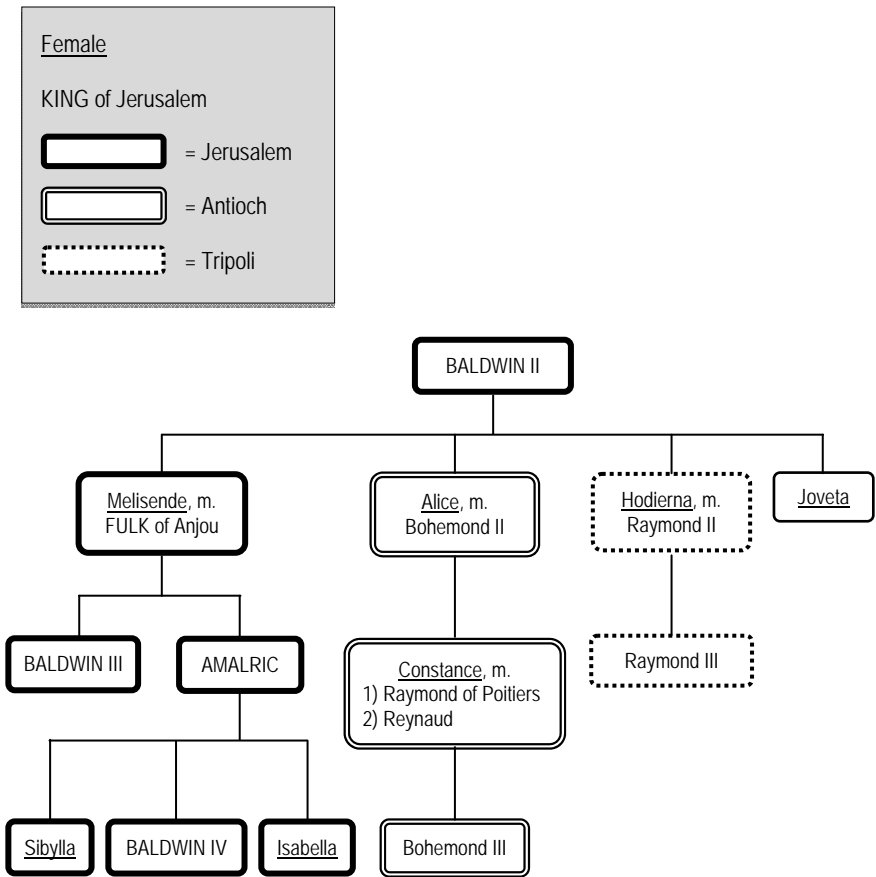 Female
KING of Jerusalem
= Jerusalem
= Antioch
= Tripoli
BALDWIN II
Melisende, m.
FULK of Anjou
Alice, m.
Bohemond II
Hodierna, m.
Raymond II
Joveta
BALDWIN III
AMALRIC
Constance, m.
1) Raymond of Poitiers
2) Reynaud
Raymond III
Sibylla
BALDWIN IV
Isabella
Bohemond III